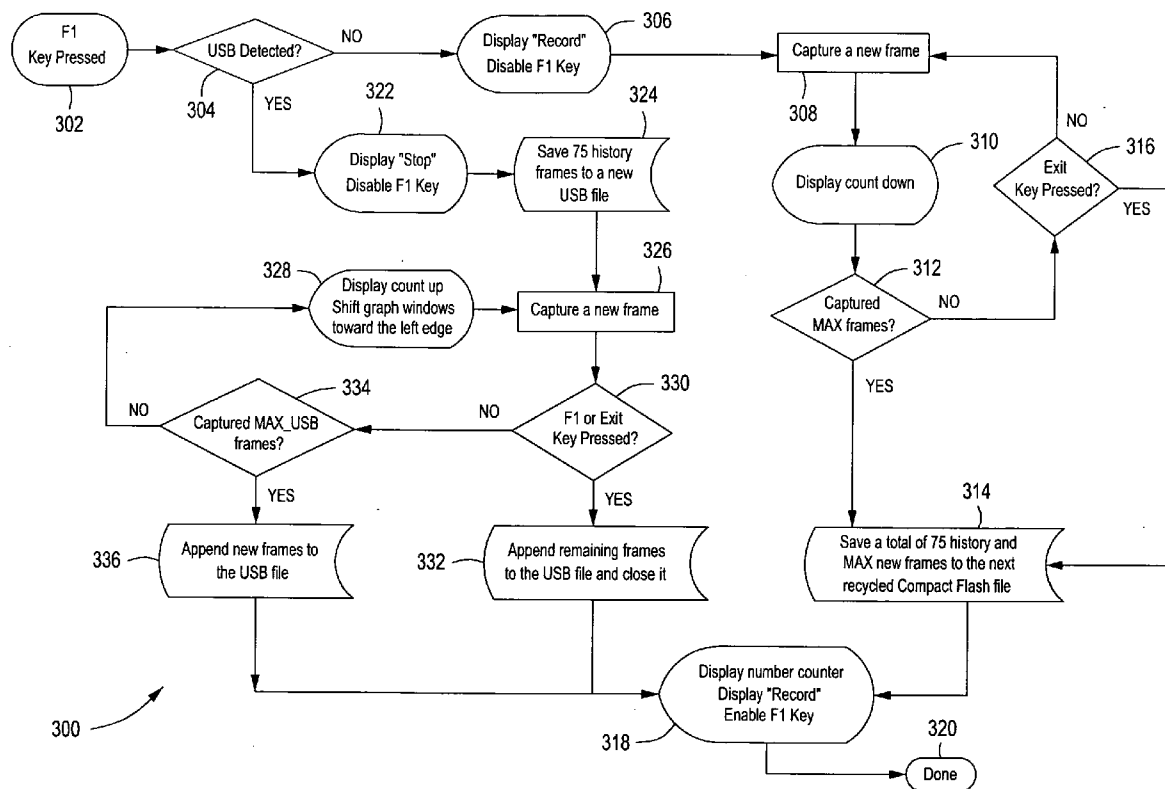 F1
Key Pressed
302
USB Detected?
304
NO
YES
306
Display "Record"
Disable F1 Key
Capture a new frame
308
322
Display "Stop"
Disable F1 Key
324
Save 75 history
frames to a new
USB file
310
Display count down
NO
316
Exit
Key Pressed?
YES
312
Captured
MAX frames?
NO
YES
328
Display count up
Shift graph windows
toward the left edge
326
Capture a new frame
334
NO
Captured MAX_USB
frames?
YES
NO
330
F1 or Exit
Key Pressed?
YES
336
Append new frames to
the USB file
332
Append remaining frames
to the USB file and close it
314
Save a total of 75 history and
MAX new frames to the next
recycled Compact Flash file
300
Display number counter
Display "Record"
Enable F1 Key
318
320
Done